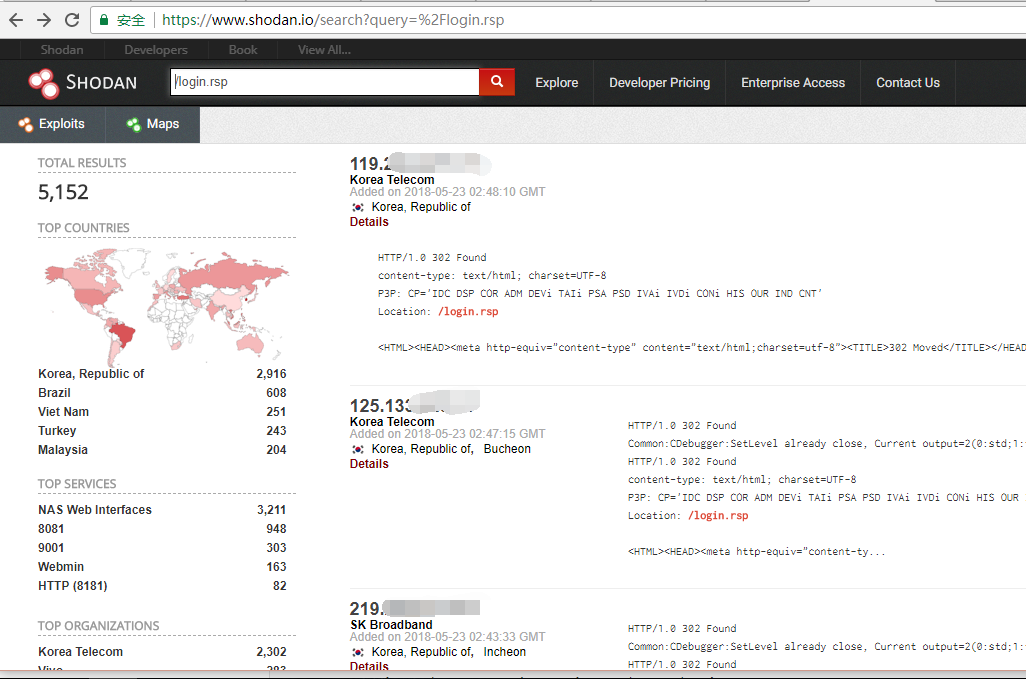 安全 https://www.shodan.io/search?query=%2Flogin.rsp
Shodan Developers Book View All...
SHODAN /login.rsp Explore Developer Pricing Enterprise Access Contact Us
Exploits Maps
TOTAL RESULTS
5,152
TOP COUNTRIES
Korea, Republic of 2,916
Brazil 608
Viet Nam 251
Turkey 243
Malaysia 204
TOP SERVICES
NAS Web Interfaces 3,211
8081 948
9001 303
Webmin 163
HTTP (8181) 82
TOP ORGANIZATIONS
Korea Telecom 2,302
119.2
Korea Telecom
Added on 2018-05-23 02:48:10 GMT
Korea, Republic of
Details
HTTP/1.0 302 Found
content-type: text/html; charset=UTF-8
P3P: CP='IDC DSP COR ADM DEVi TAIi PSA PSD IVAi IVDi CONi HIS OUR IND CNT'
Location: /login.rsp
<HTML><HEAD><meta http-equiv="content-type" content="text/html;charset=utf-8"><TITLE>302 Moved</TITLE></HEAD
125.133
Korea Telecom
Added on 2018-05-23 02:47:15 GMT
Korea, Republic of, Bucheon
Details
HTTP/1.0 302 Found
Common:CDebugger:SetLevel already close, Current output=2(0:std;1:
HTTP/1.0 302 Found
content-type: text/html; charset=UTF-8
P3P: CP='IDC DSP COR ADM DEVi TAIi PSA PSD IVAi IVDi CONi HIS OUR
Location: /login.rsp
<HTML><HEAD><meta http-equiv="content-ty...
219.
SK Broadband
Added on 2018-05-23 02:43:33 GMT
Korea, Republic of, Incheon
Details
HTTP/1.0 302 Found
Common:CDebugger:SetLevel already close, Current output=2(0:std;1:
HTTP/1.0 302 Found